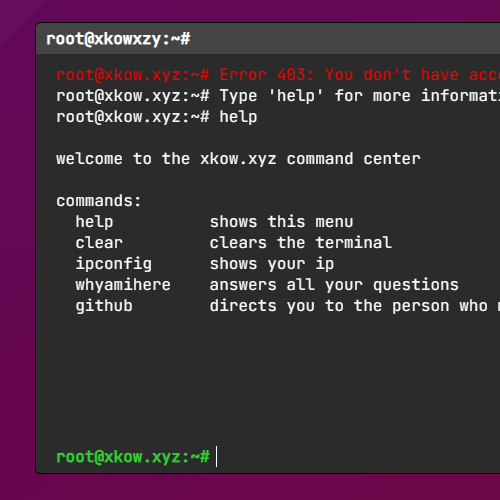 root@xkowxzy:~#
root@xkow.xyz:~# Error 403: You don't have
root@xkow.xyz:~# Type 'help' for more
root@xkow.xyz:~# help
welcome to the xkow.xyz command center
commands:
help shows this menu
clear clears the terminal
ipconfig shows your ip
whyamihere answers all your questions
github directs you to the person who
root@xkow.xyz:~#